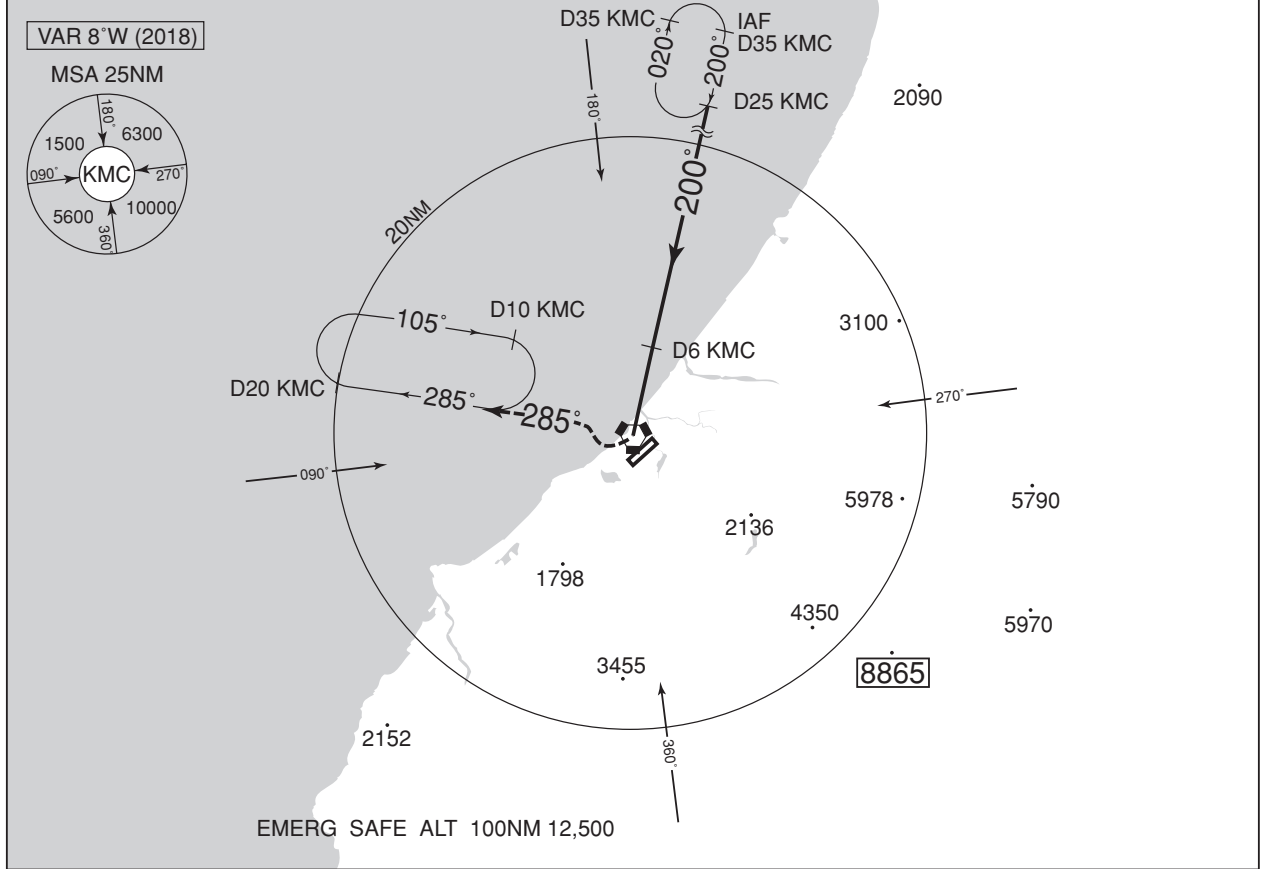 VAR 8°W (2018)
MSA 25NM
180°
1500
6300
090°
KMC
270°
5600
10000
360°
D35 KMC
IAF
D35 KMC
020°
200°
D25 KMC
2090
180°
200°
20NM
105°
D10 KMC
3100
D6 KMC
D20 KMC
285°
285°
270°
090°
5978
5790
2136
1798
4350
5970
3455
8865
2152
360°
EMERG SAFE ALT 100NM 12,500